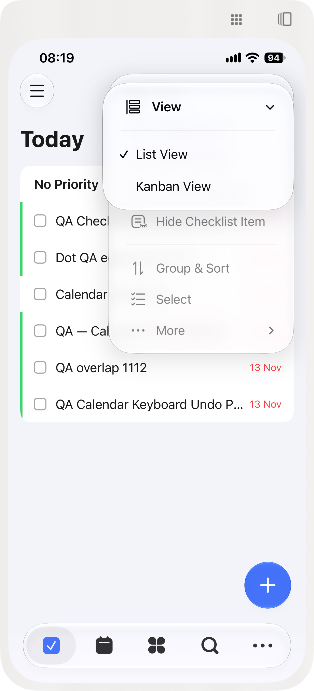 08:19
94
View
Today
List View
No Priority
Kanban View
QA Chec
Hide Checklist Item
Dot QA e
Group & Sort
Calendar
Select
QA — Cal
More
QA overlap 1112
13 Nov
QA Calendar Keyboard Undo P...
13 Nov